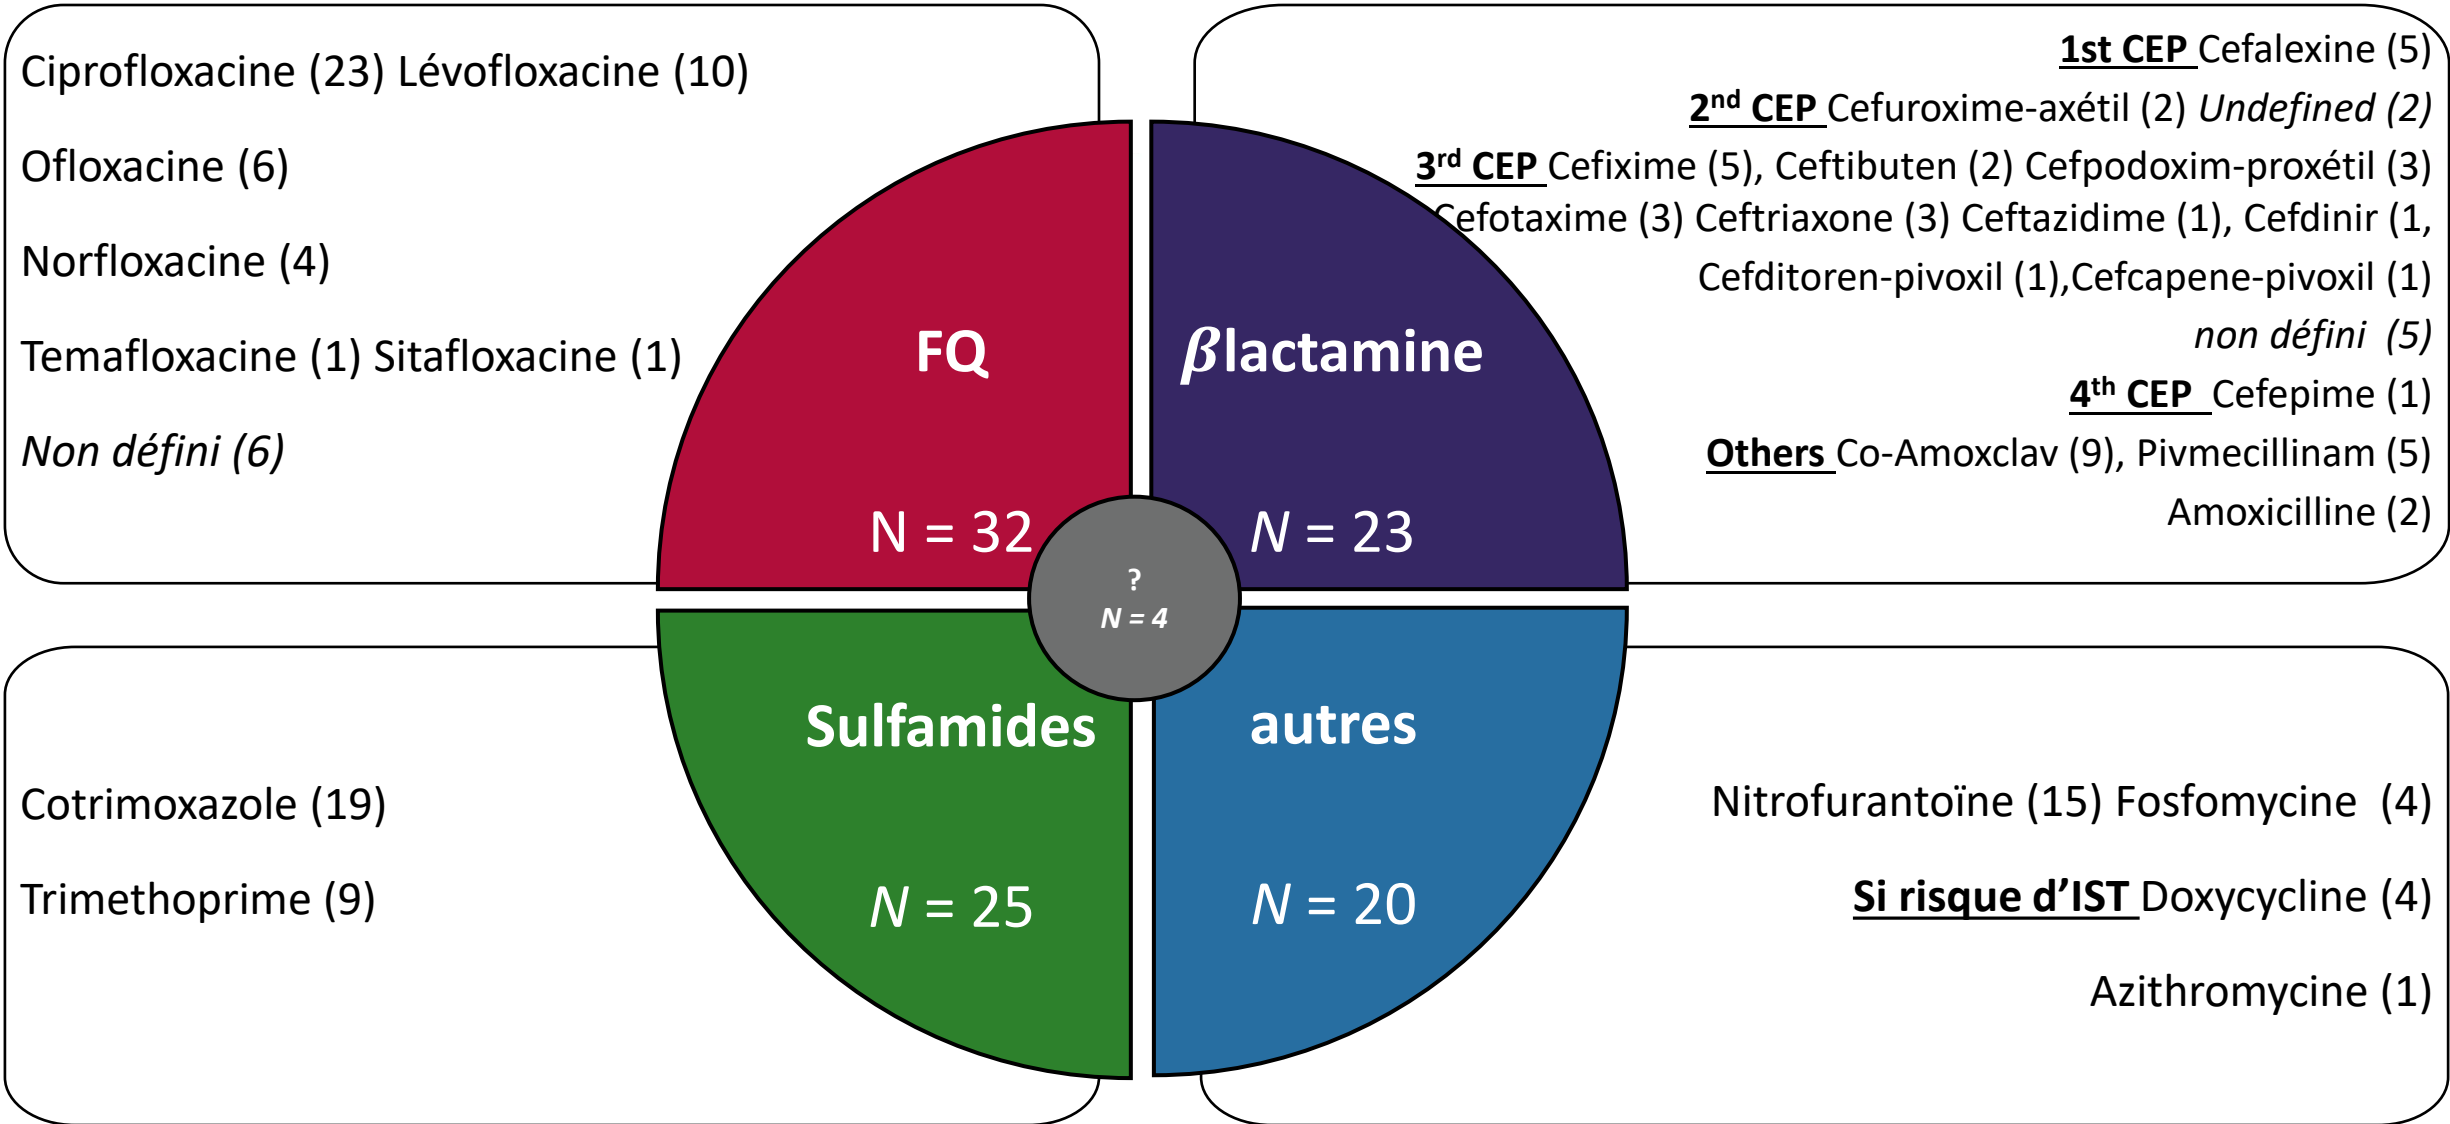 Ciprofloxacine (23) Lévofloxacine (10)
Ofloxacine (6)
Norfloxacine (4)
Temafloxacine (1) Sitafloxacine (1)
Non défini (6)
1st CEP Cefalexine (5)
2nd CEP Cefuroxime-axétil (2) Undefined (2)
3rd CEP Cefixime (5), Ceftibuten (2) Cefpodoxim-proxétil (3)
Cefotaxime (3) Ceftriaxone (3) Ceftazidime (1), Cefdinir (1,
Cefditoren-pivoxil (1),Cefcapene-pivoxil (1)
non défini (5)
4th CEP Cefepime (1)
Others Co-Amoxclav (9), Pivmecillinam (5)
Amoxicilline (2)
FQ
N = 32
βlactamine
N = 23
?
N = 4
Sulfamides
N = 25
autres
N = 20
Cotrimoxazole (19)
Trimethoprime (9)
Nitrofurantoïne (15) Fosfomycine (4)
Si risque d'IST Doxycycline (4)
Azithromycine (1)